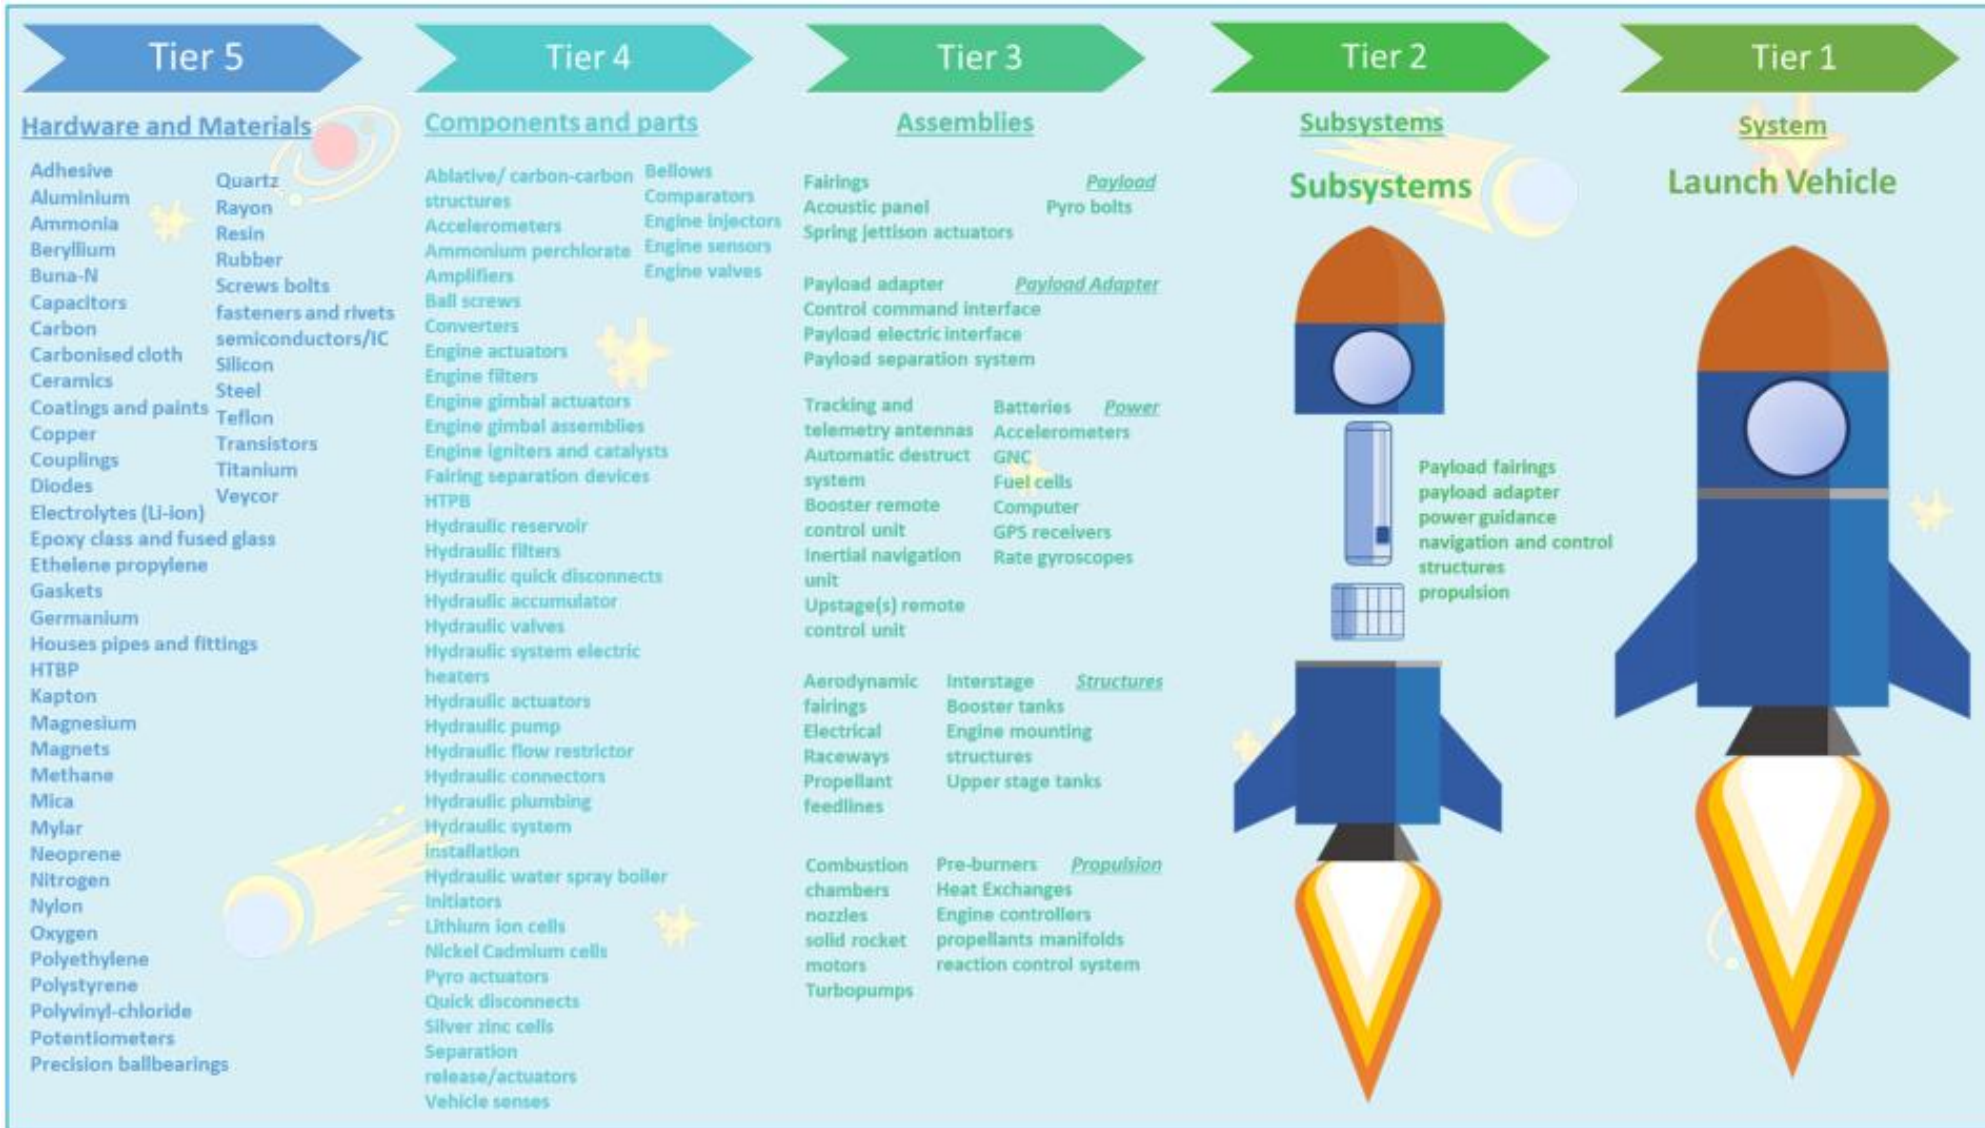 Tier 5
Hardware and Materials
Adhesive
Aluminium
Ammonia
Beryllium
Buna-N
Capacitors
Carbon
Carbonised cloth
Ceramics
Coatings and paints
Copper
Couplings
Diodes
Electrolytes (Li-ion)
Epoxy class and fused glass
Ethelene propylene
Gaskets
Germanium
Houses pipes and fittings
HTBP
Kapton
Magnesium
Magnets
Methane
Mica
Mylar
Neoprene
Nitrogen
Nylon
Oxygen
Polyethylene
Polystyrene
Polyvinyl-chloride
Potentiometers
Precision ballbearings
Quartz
Rayon
Resin
Rubber
Screws bolts
fasteners and rivets
semiconductors/IC
Silicon
Steel
Teflon
Transistors
Titanium
Veycor
Tier 4
Components and parts
Ablative/ carbon-carbon
structures
Accelerometers
Ammonium perchlorate
Amplifiers
Ball screws
Converters
Engine actuators
Engine filters
Engine gimbal actuators
Engine gimbal assemblies
Engine igniters and catalysts
Fairing separation devices
HTPB
Hydraulic reservoir
Hydraulic filters
Hydraulic quick disconnects
Hydraulic accumulator
Hydraulic valves
Hydraulic system electric
heaters
Hydraulic actuators
Hydraulic pump
Hydraulic flow restrictor
Hydraulic connectors
Hydraulic plumbing
Hydraulic system
installation
Hydraulic water spray boiler
Initiators
Lithium ion cells
Nickel Cadmium cells
Pyro actuators
Quick disconnects
Silver zinc cells
Separation
release/actuators
Vehicle senses
Bellows
Comparators
Engine injectors
Engine sensors
Engine valves
Tier 3
Assemblies
Payload
Fairings
Acoustic panel
Spring jettison actuators
Pyro bolts
Payload Adapter
Payload adapter
Control command interface
Payload electric interface
Payload separation system
Power
Tracking and
telemetry antennas
Automatic destruct
system
Booster remote
control unit
Inertial navigation
unit
Upstage(s) remote
control unit
Batteries
Accelerometers
GNC
Fuel cells
Computer
GPS receivers
Rate gyroscopes
Structures
Aerodynamic
fairings
Electrical
Raceways
Propellant
feedlines
Interstage
Booster tanks
Engine mounting
structures
Upper stage tanks
Propulsion
Combustion
chambers
nozzles
solid rocket
motors
Turbopumps
Pre-burners
Heat Exchanges
Engine controllers
propellants manifolds
reaction control system
Tier 2
Subsystems
Subsystems
Payload fairings
payload adapter
power guidance
navigation and control
structures
propulsion
Tier 1
System
Launch Vehicle